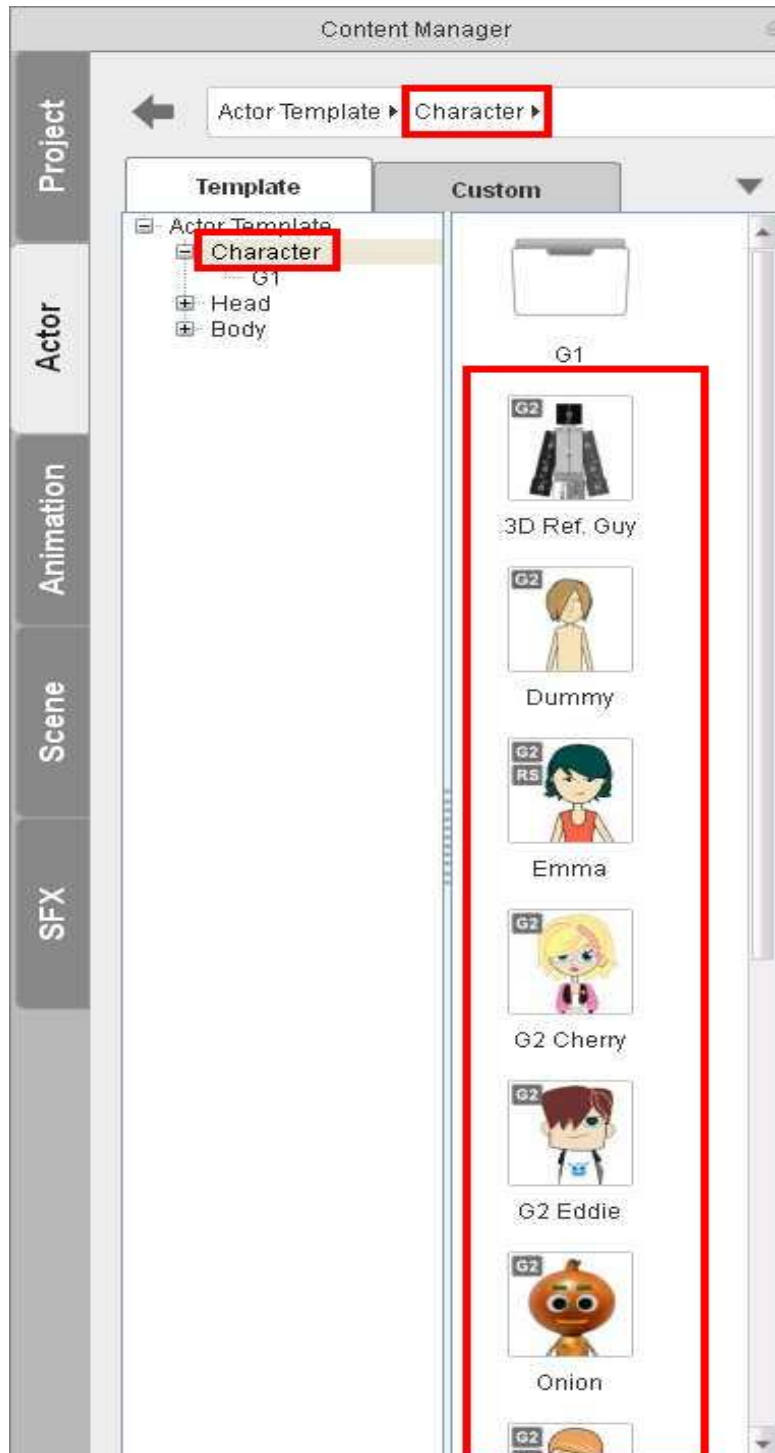 Content Manager
Project
Actor
Animation
Scene
SFX
Actor Template Character
Template Custom
Actor Template
Character
G1
Head
Body
G1
G2
3D Ref. Guy
G2
Dummy
G2
RS
Emma
G2
G2 Cherry
G2
G2 Eddie
G2
Onion
G2